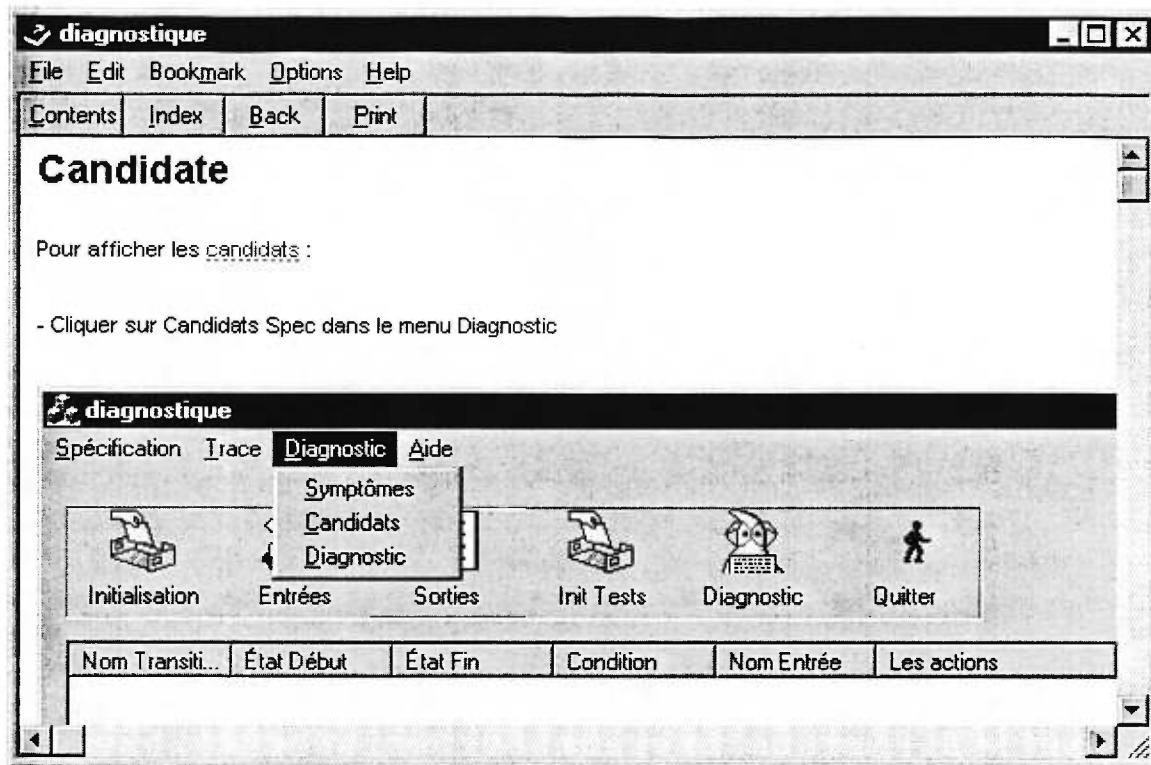 diagnostique
File Edit Bookmark Options Help
Contents Index Back Print
Candidate
Pour afficher les candidats :
- Cliquer sur Candidats Spec dans le menu Diagnostic
diagnostique
Spécification Trace Diagnostic Aide
Symptômes
Candidats
Diagnostic
Initialisation Entrées Sorties Init Tests Diagnostic Quitter
Nom Transiti... État Début État Fin Condition Nom Entrée Les actions